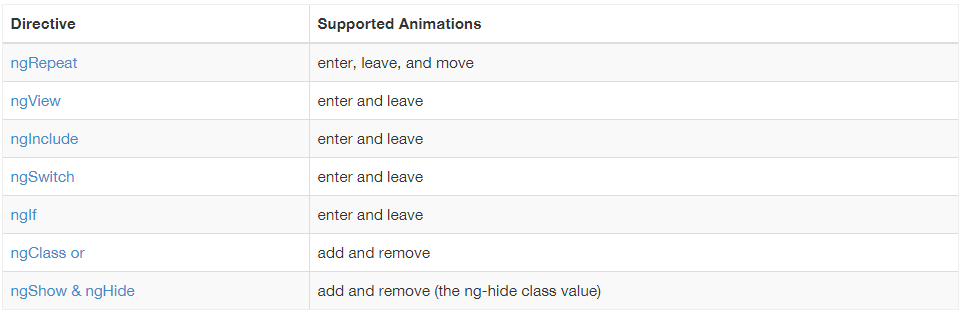 Directive Supported Animations
ngRepeat enter, leave, and move
ngView enter and leave
ngInclude enter and leave
ngSwitch enter and leave
ngIf enter and leave
ngClass or add and remove
ngShow & ngHide add and remove (the ng-hide class value)